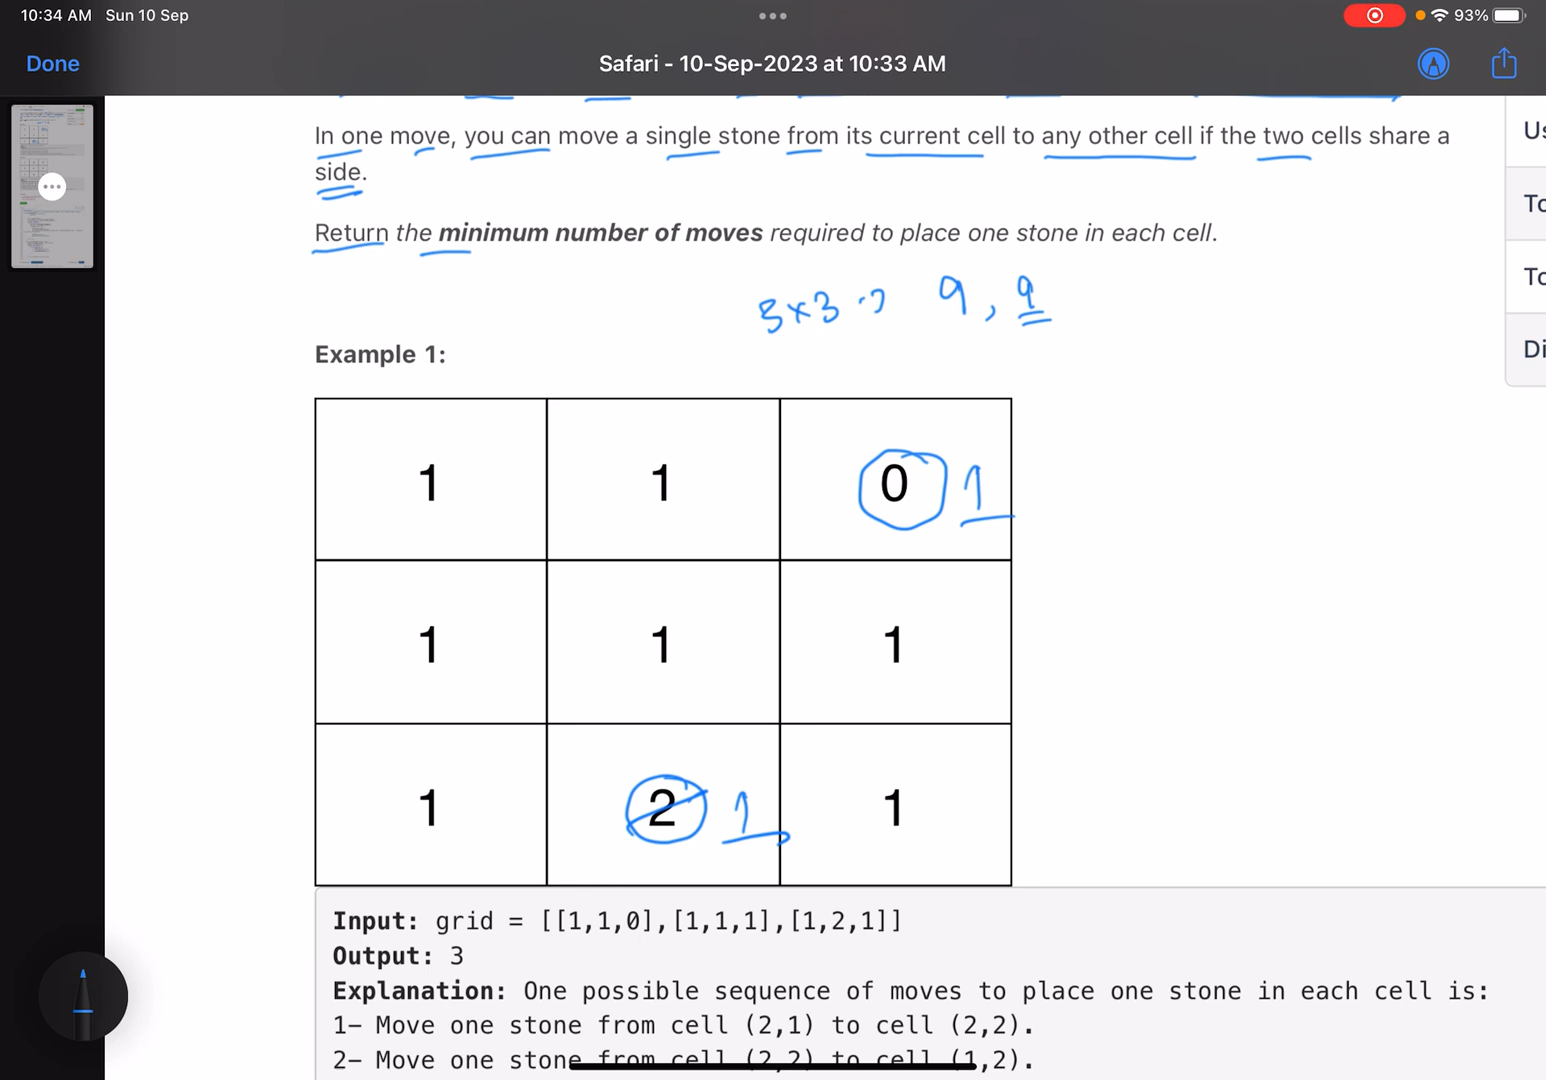 10:34 AM Sun 10 Sep
93%
Done
Safari - 10-Sep-2023 at 10:33 AM
In one move, you can move a single stone from its current cell to any other cell if the two cells share a
side.
Return the minimum number of moves required to place one stone in each cell.
3×3 → 9, 9
Example 1:
1 1 0 1
1 1 1
1 2 1 1
Input: grid = [[1,1,0],[1,1,1],[1,2,1]]
Output: 3
Explanation: One possible sequence of moves to place one stone in each cell is:
1- Move one stone from cell (2,1) to cell (2,2).
2- Move one stone from cell (2,2) to cell (1,2).